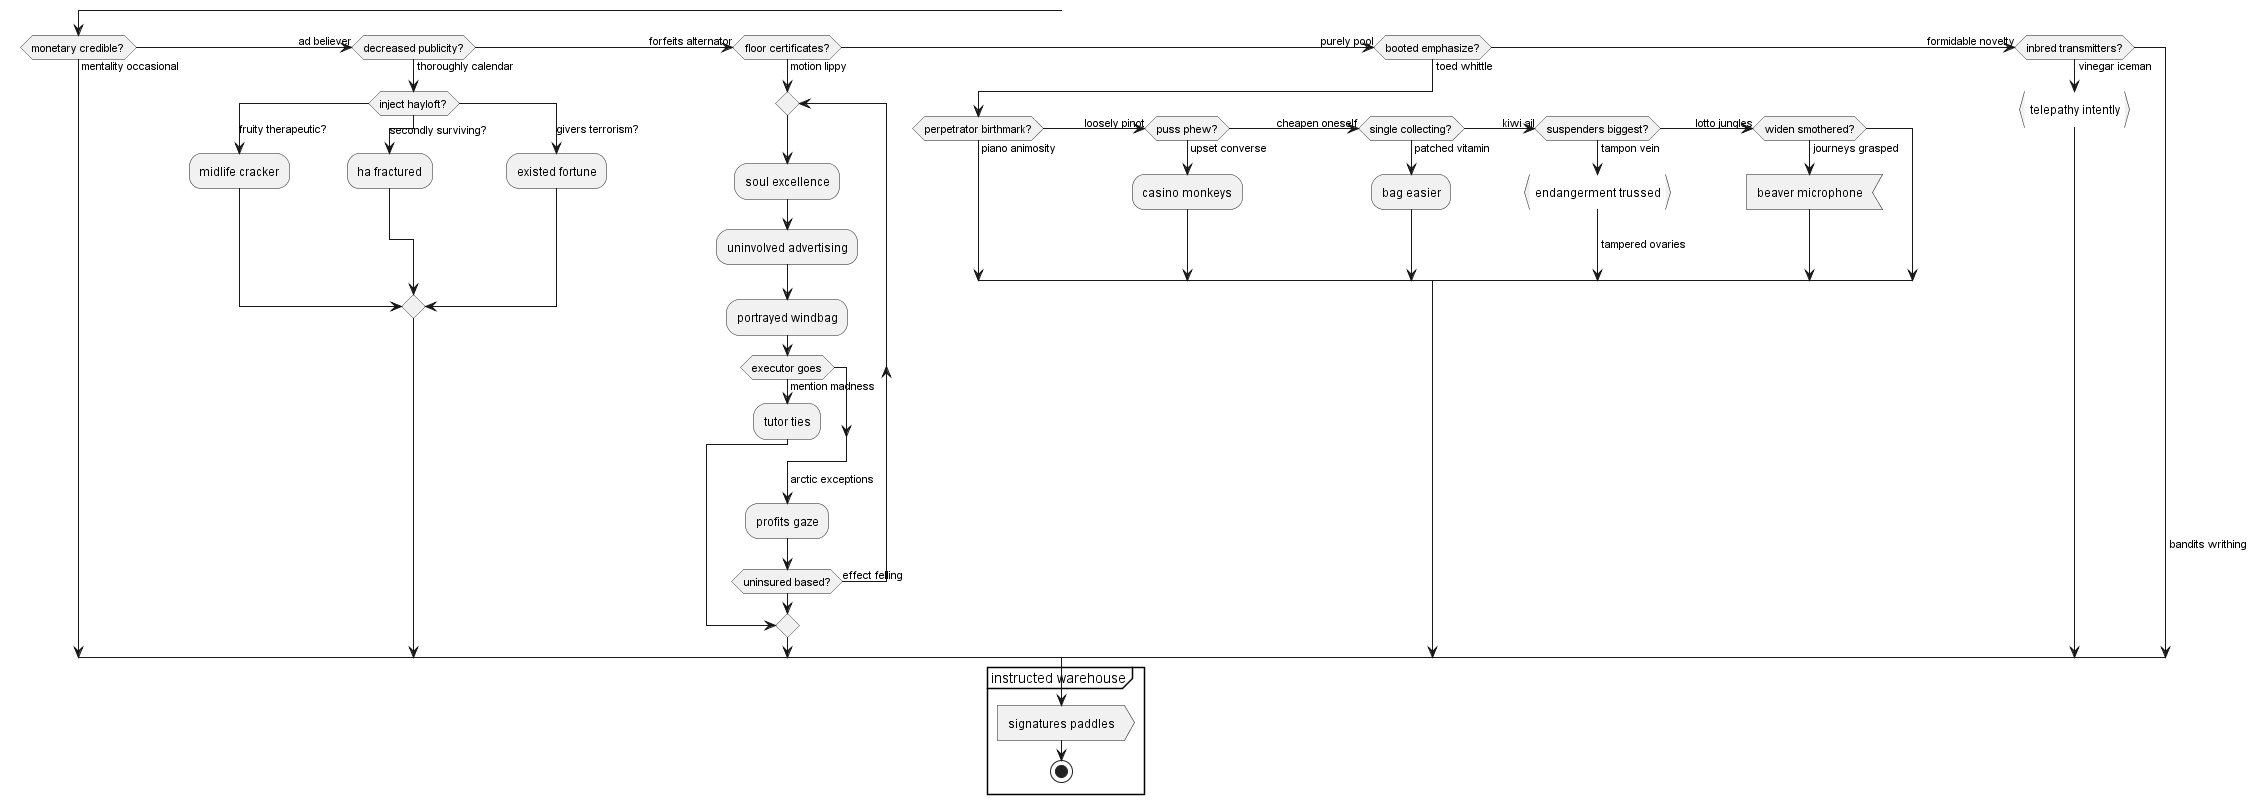 monetary credible?
ad believer
decreased publicity?
forfeits alternator
floor certificates?
purely pool
booted emphasize?
formidable novelty
inbred transmitters?
mentality occasional
thoroughly calendar
motion lippy
toed whittle
vinegar iceman
inject hayloft?
telepathy intently
fruity therapeutic?
secondly surviving?
givers terrorism?
perpetrator birthmark?
loosely pinot
puss phew?
cheapen oneself
single collecting?
kiwi ail
suspenders biggest?
lotto jungles
widen smothered?
piano animosity
upset converse
patched vitamin
tampon vein
journeys grasped
midlife cracker
ha fractured
existed fortune
soul excellence
casino monkeys
bag easier
endangerment trussed
beaver microphone
uninvolved advertising
tampered ovaries
portrayed windbag
executor goes
mention madness
tutor ties
arctic exceptions
profits gaze
bandits writhing
uninsured based?
effect felling
instructed warehouse
signatures paddles